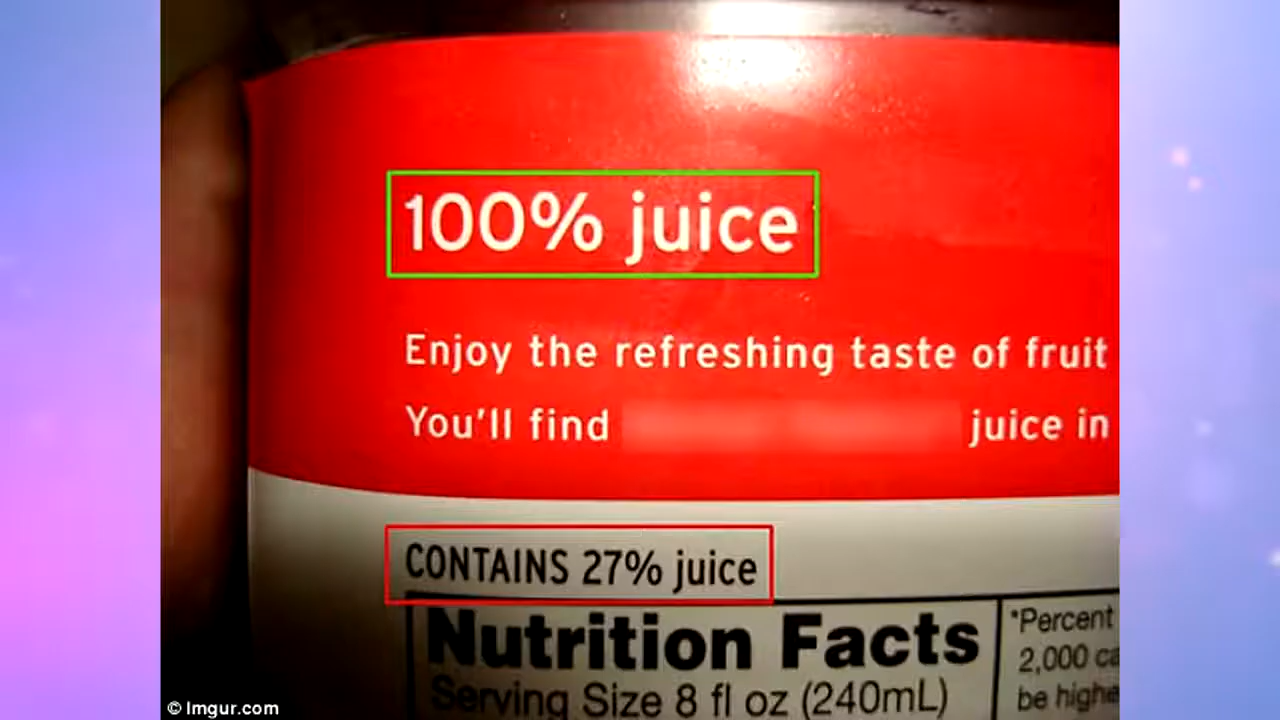 100% juice
Enjoy the refreshing taste of fruit
You'll find juice in
CONTAINS 27% juice
Nutrition Facts
Serving Size 8 fl oz (240mL)
*Percent
2,000 ca
be highe
© Imgur.com